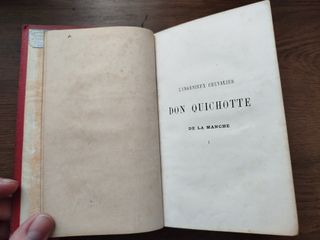 L'INGÉNIEUX CHEVALIER
DON QUICHOTTE
DE LA MANCHE
I